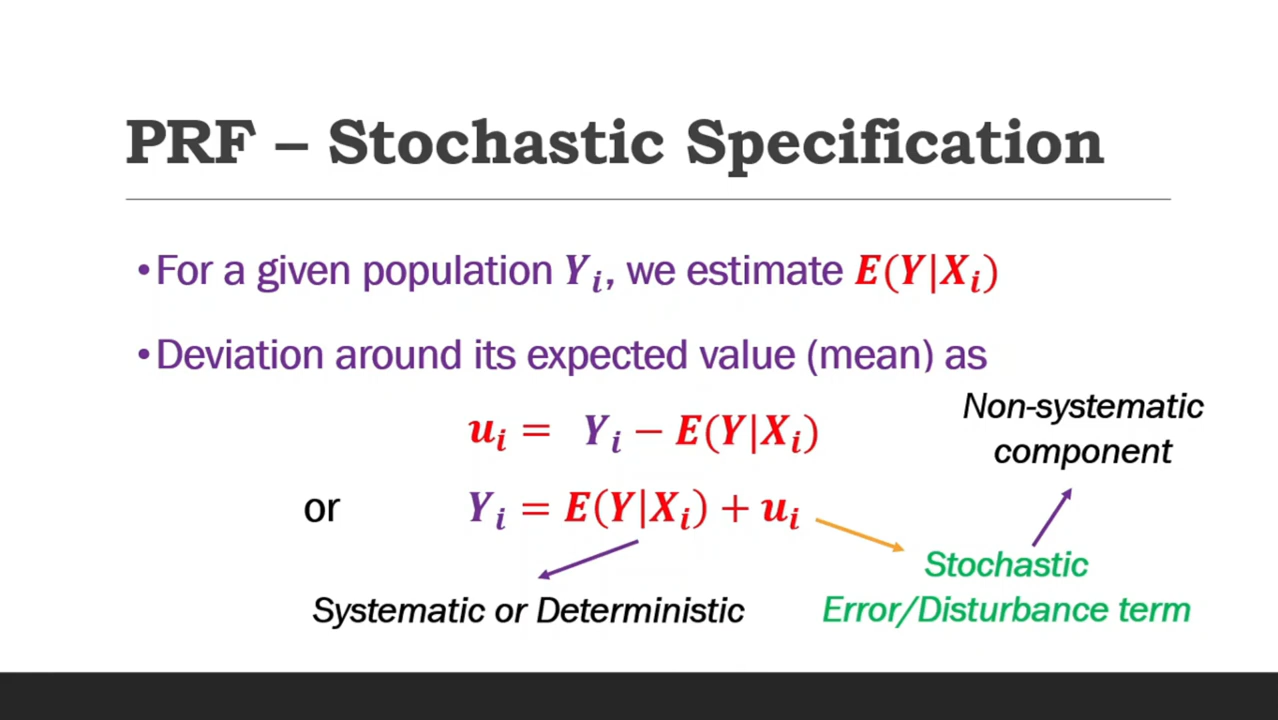 PRF – Stochastic Specification
•For a given population Yᵢ, we estimate E(Y|Xᵢ)
•Deviation around its expected value (mean) as
uᵢ = Yᵢ − E(Y|Xᵢ)
Non-systematic
component
or Yᵢ = E(Y|Xᵢ) + uᵢ
Systematic or Deterministic
Stochastic
Error/Disturbance term